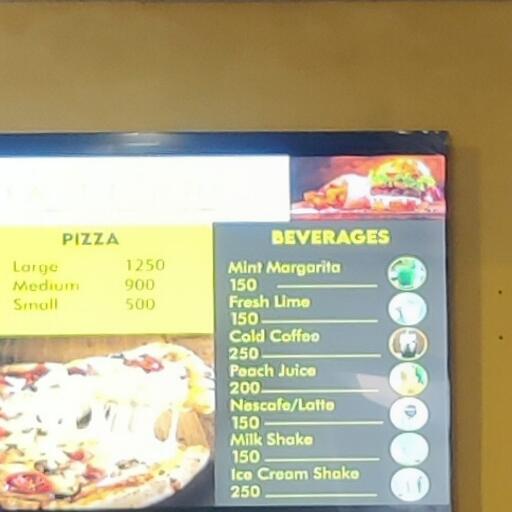 PIZZA
Large 1250
Medium 900
Small 500
BEVERAGES
Mint Margarita
150
Fresh Lime
150
Cold Coffee
250
Peach Juice
200
Nescafe/Latte
150
Milk Shake
150
Ice Cream Shake
250